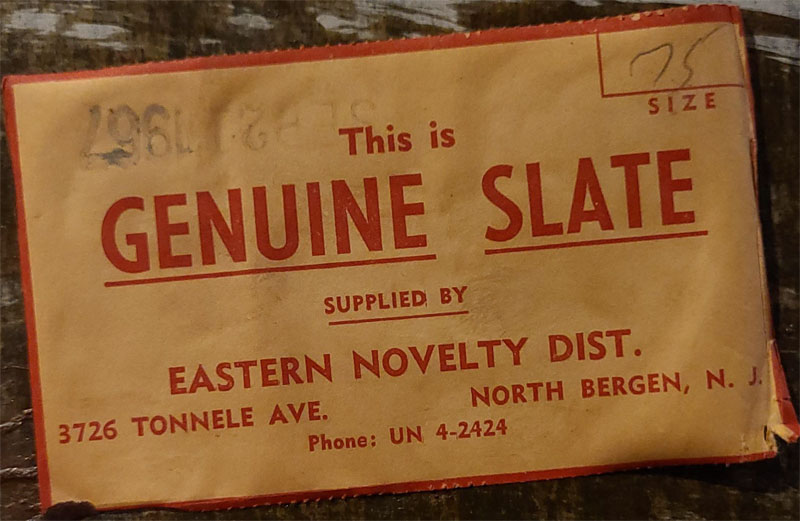 75
SIZE
This is
GENUINE SLATE
SUPPLIED BY
EASTERN NOVELTY DIST.
3726 TONNELE AVE. NORTH BERGEN, N. J.
Phone: UN 4-2424